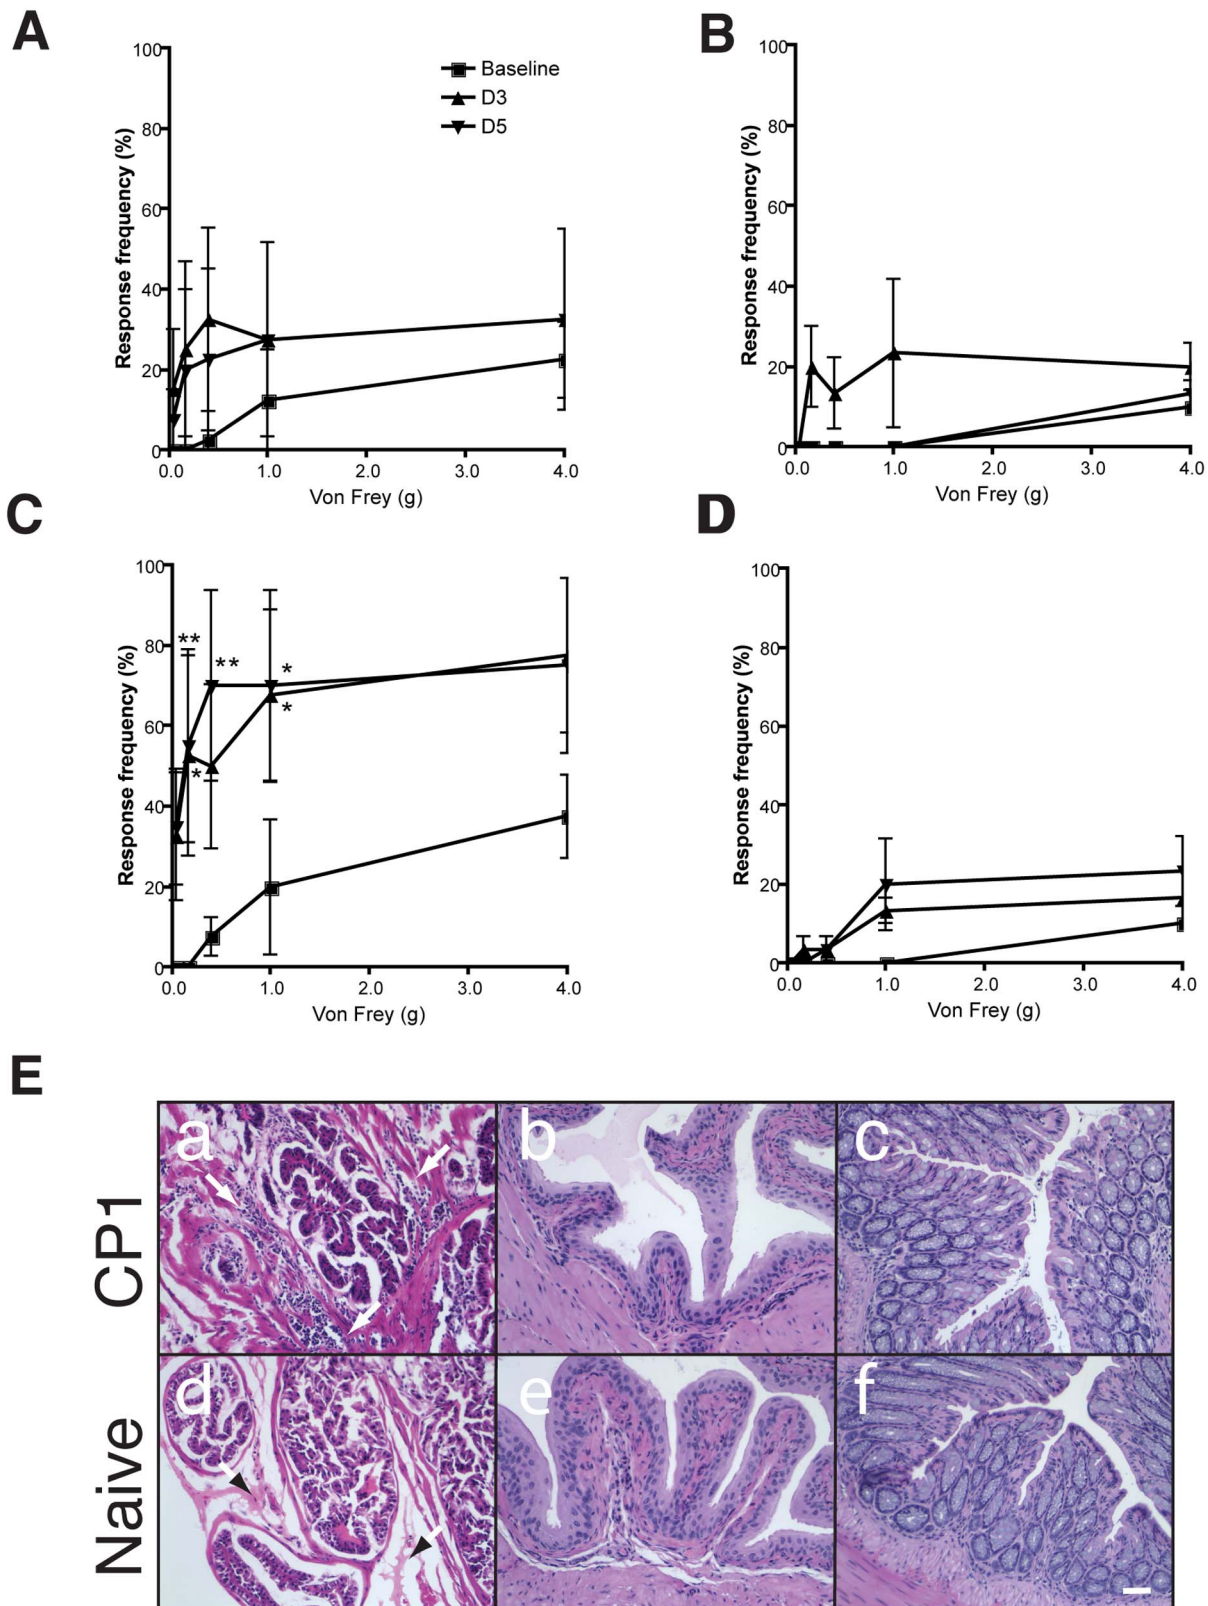 A
B
100
80
60
40
20
0
Response frequency (%)
Baseline
D3
D5
0.0 1.0 2.0 3.0 4.0
Von Frey (g)
100
80
60
40
20
0
Response frequency (%)
0.0 1.0 2.0 3.0 4.0
Von Frey (g)
C
D
100
80
60
40
20
0
Response frequency (%)
**
**
*
*
*
0.0 1.0 2.0 3.0 4.0
Von Frey (g)
100
80
60
40
20
0
Response frequency (%)
0.0 1.0 2.0 3.0 4.0
Von Frey (g)
E
CP1
a b c
Naive
d e f